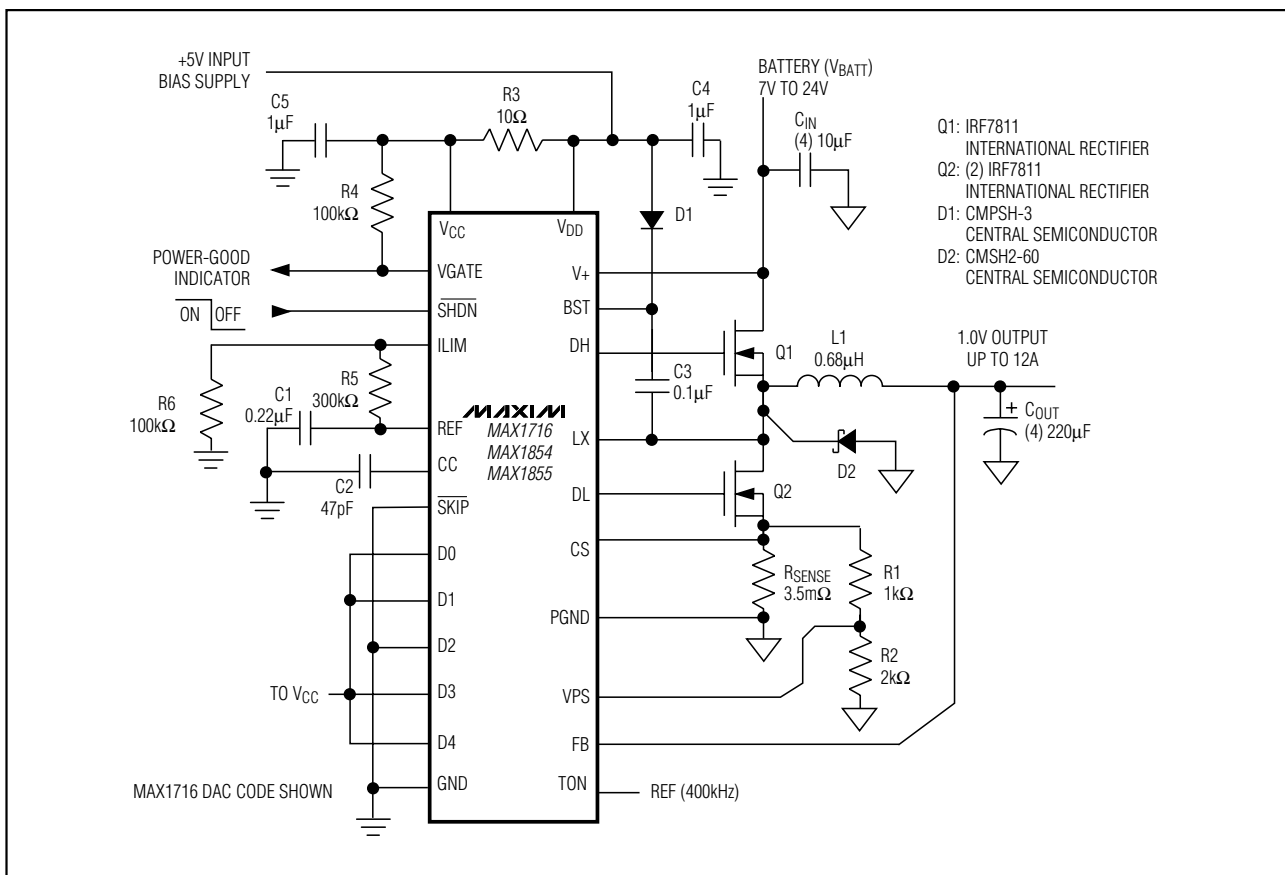 +5V INPUT
BIAS SUPPLY
C5
1µF
R3
10Ω
C4
1µF
BATTERY (VBATT)
7V TO 24V
CIN
(4) 10µF
Q1: IRF7811
INTERNATIONAL RECTIFIER
Q2: (2) IRF7811
INTERNATIONAL RECTIFIER
D1: CMPSH-3
CENTRAL SEMICONDUCTOR
D2: CMSH2-60
CENTRAL SEMICONDUCTOR
R4
100kΩ
D1
VCC
VDD
POWER-GOOD
INDICATOR
VGATE
V+
ON
OFF
SHDN
BST
ILIM
DH
Q1
L1
0.68µH
1.0V OUTPUT
UP TO 12A
R6
100kΩ
C1
0.22µF
R5
300kΩ
C3
0.1µF
MAXIM
MAX1716
MAX1854
MAX1855
REF
LX
+
COUT
(4) 220µF
D2
CC
C2
47pF
DL
Q2
SKIP
CS
D0
RSENSE
3.5mΩ
R1
1kΩ
D1
PGND
D2
R2
2kΩ
TO VCC
D3
VPS
D4
FB
MAX1716 DAC CODE SHOWN
GND
TON
REF (400kHz)